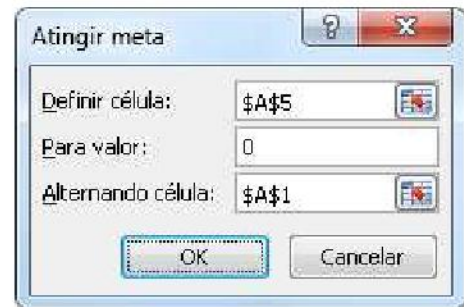 Atingir meta
Definir célula: $A$5
Para valor: 0
Alternando célula: $A$1
OK Cancelar